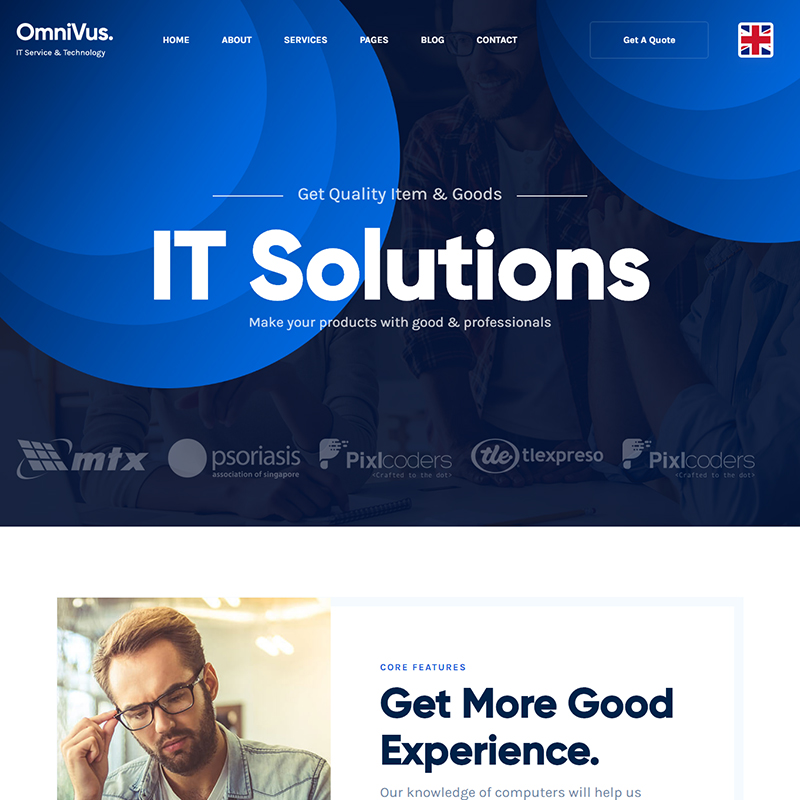 OmniVus.
IT Service & Technology
HOME ABOUT SERVICES PAGES BLOG CONTACT
Get A Quote
Get Quality Item & Goods
IT Solutions
Make your products with good & professionals
mtx
psoriasis
association of singapore
Pixlcoders
<Crafted to the dot>
tle tlexpreso
Pixlcoders
<Crafted to the dot>
CORE FEATURES
Get More Good
Experience.
Our knowledge of computers will help us